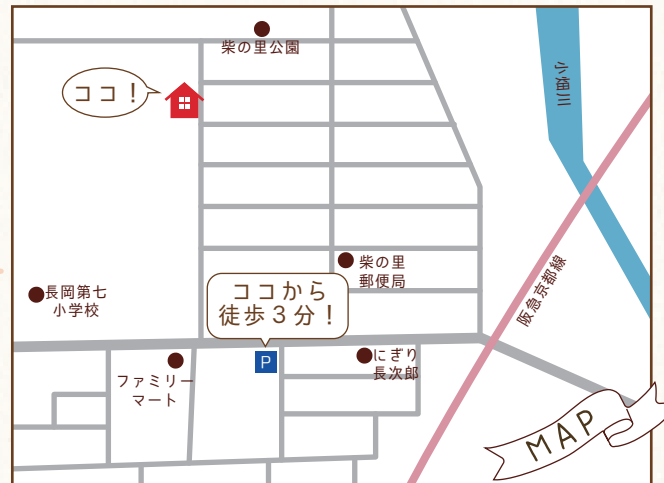 柴の里公園
ココ！
小畑川
柴の里
郵便局
阪急京都線
長岡第七
小学校
ココから
徒歩３分！
P
にぎり
長次郎
ファミリー
マート
MAP